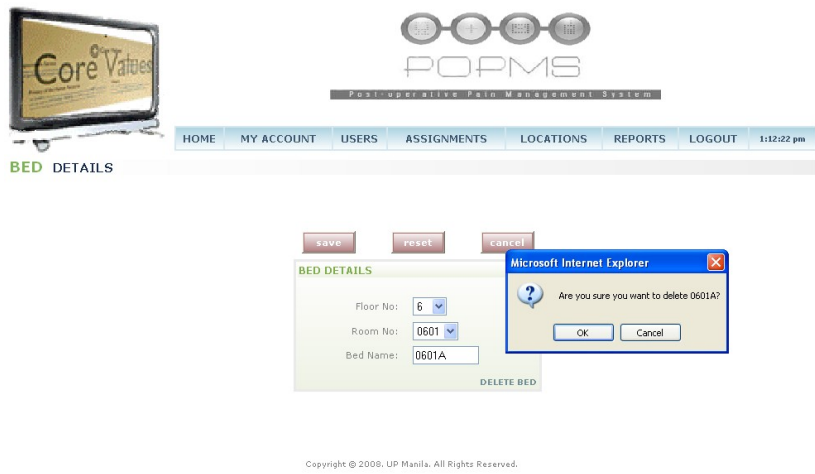 Core Values
POPMS
Post-operative Pain Management System
HOME MY ACCOUNT USERS ASSIGNMENTS LOCATIONS REPORTS LOGOUT 1:12:22 pm
BED DETAILS
save reset cancel
BED DETAILS
Microsoft Internet Explorer
Are you sure you want to delete 0601A?
OK Cancel
Floor No: 6
Room No: 0601
Bed Name: 0601A
DELETE BED
Copyright © 2008. UP Manila. All Rights Reserved.